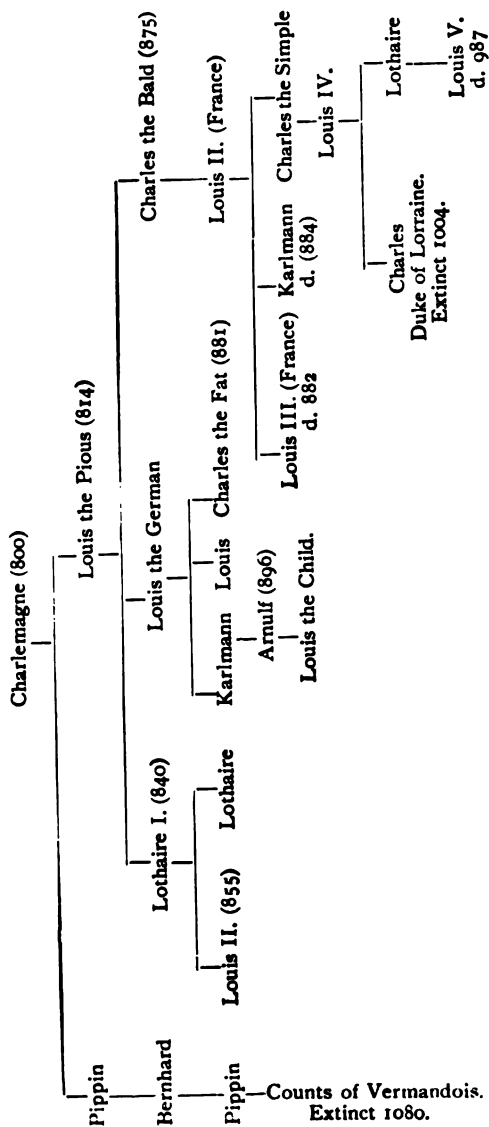 Charlemagne (800)
Pippin
Louis the Pious (814)
Bernhard
Lothaire I. (840)
Louis the German
Charles the Bald (875)
Pippin
Louis II. (855)
Lothaire
Karlmann
Louis
Charles the Fat (881)
Louis II. (France)
Counts of Vermandois.
Extinct 1080.
Arnulf (896)
Louis the Child.
Louis III. (France)
d. 882
Karlmann
d. (884)
Charles the Simple
Louis IV.
Charles
Duke of Lorraine.
Extinct 1004.
Lothaire
Louis V.
d. 987